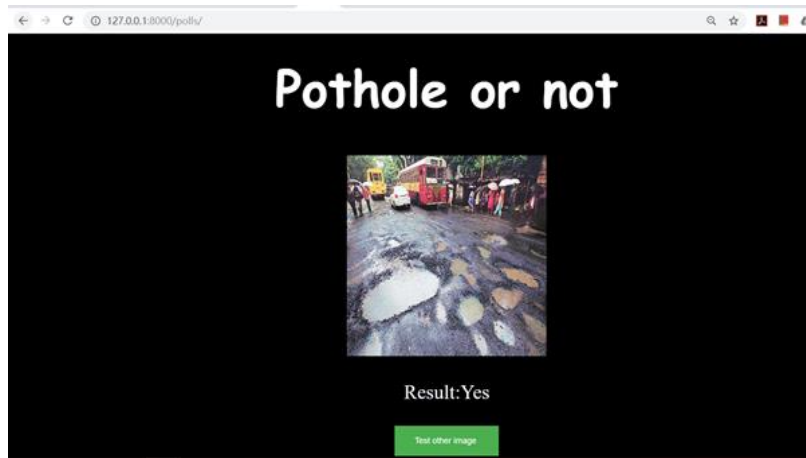 127.0.0.1:8000/polls/
Pothole or not
Result:Yes
Test other image